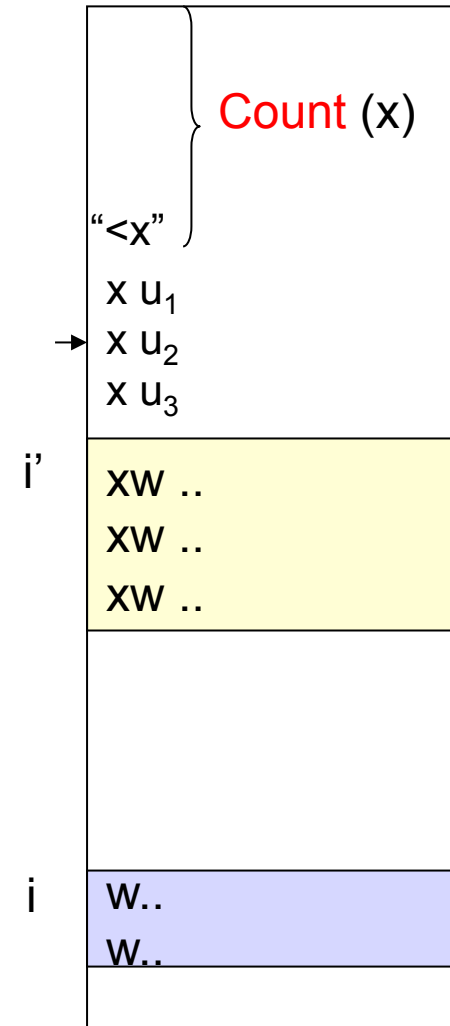 Count (x)
“<x”
x u₁
x u₂
x u₃
i’
xw ..
xw ..
xw ..
i
w..
w..